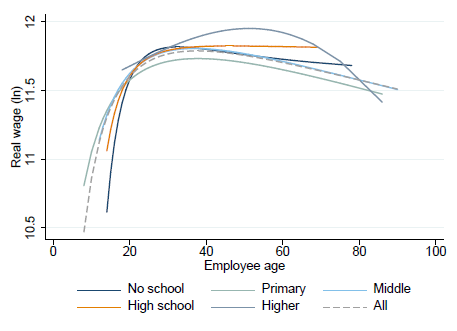 12
11.5
11
10.5
Real wage (ln)
0 20 40 60 80 100
Employee age
No school Primary Middle
High school Higher All